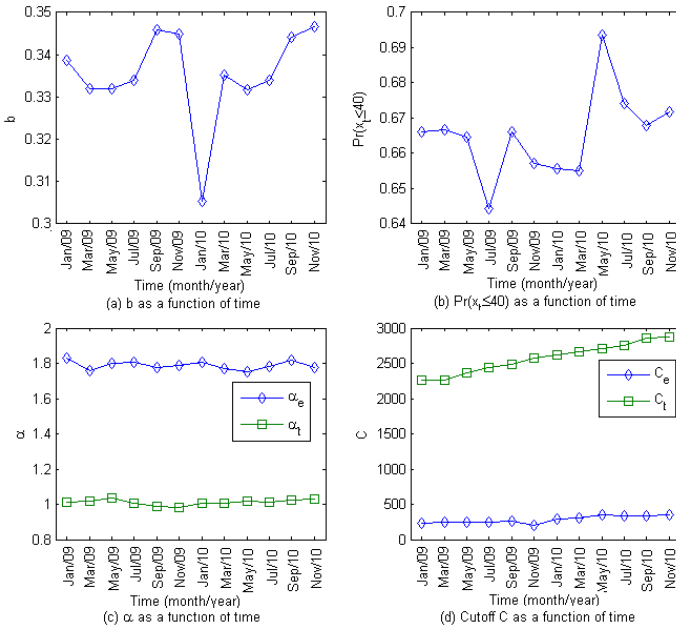 0.35
0.34
0.33
0.32
0.31
0.3
b
Jan/09 Mar/09 May/09 Jul/09 Sep/09 Nov/09 Jan/10 Mar/10 May/10 Jul/10 Sep/10 Nov/10
Time (month/year)
(a) b as a function of time
0.7
0.69
0.68
0.67
0.66
0.65
0.64
Pr(xₜ≤40)
Jan/09 Mar/09 May/09 Jul/09 Sep/09 Nov/09 Jan/10 Mar/10 May/10 Jul/10 Sep/10 Nov/10
Time (month/year)
(b) Pr(xₜ≤40) as a function of time
2
1.8
1.6
1.4
1.2
1
0.8
α
αₑ
αₜ
Jan/09 Mar/09 May/09 Jul/09 Sep/09 Nov/09 Jan/10 Mar/10 May/10 Jul/10 Sep/10 Nov/10
Time (month/year)
(c) α as a function of time
3000
2500
2000
1500
1000
500
0
C
Cₑ
Cₜ
Jan/09 Mar/09 May/09 Jul/09 Sep/09 Nov/09 Jan/10 Mar/10 May/10 Jul/10 Sep/10 Nov/10
Time (month/year)
(d) Cutoff C as a function of time